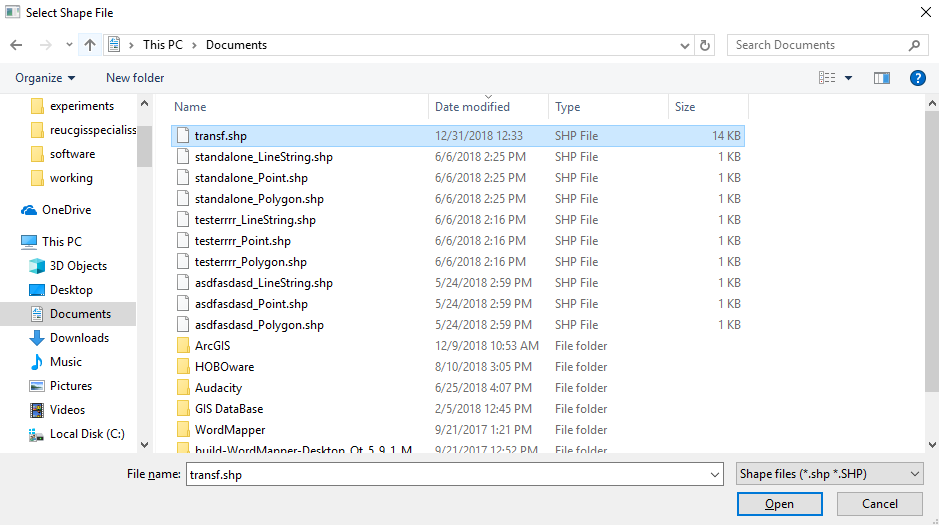 Select Shape File
This PC > Documents
Search Documents
Organize
New folder
?
experiments
reucgisspecialiss
software
working
OneDrive
This PC
3D Objects
Desktop
Documents
Downloads
Music
Pictures
Videos
Local Disk (C:)
Name Date modified Type Size
transf.shp 12/31/2018 12:33 SHP File 14 KB
standalone_LineString.shp 6/6/2018 2:25 PM SHP File 1 KB
standalone_Point.shp 6/6/2018 2:25 PM SHP File 1 KB
standalone_Polygon.shp 6/6/2018 2:25 PM SHP File 1 KB
testerrrr_LineString.shp 6/6/2018 2:16 PM SHP File 1 KB
testerrrr_Point.shp 6/6/2018 2:16 PM SHP File 1 KB
testerrrr_Polygon.shp 6/6/2018 2:16 PM SHP File 1 KB
asdfasdasd_LineString.shp 5/24/2018 2:59 PM SHP File 1 KB
asdfasdasd_Point.shp 5/24/2018 2:59 PM SHP File 1 KB
asdfasdasd_Polygon.shp 5/24/2018 2:59 PM SHP File 1 KB
ArcGIS 12/9/2018 10:53 AM File folder
HOBOware 8/10/2018 3:05 PM File folder
Audacity 6/25/2018 4:07 PM File folder
GIS DataBase 2/5/2018 12:45 PM File folder
WordMapper 9/21/2017 1:21 PM File folder
build-WordMapper-Desktop_Qt_5_9_1_M 9/21/2017 12:52 PM File folder
File name: transf.shp
Shape files (*.shp *.SHP)
Open
Cancel